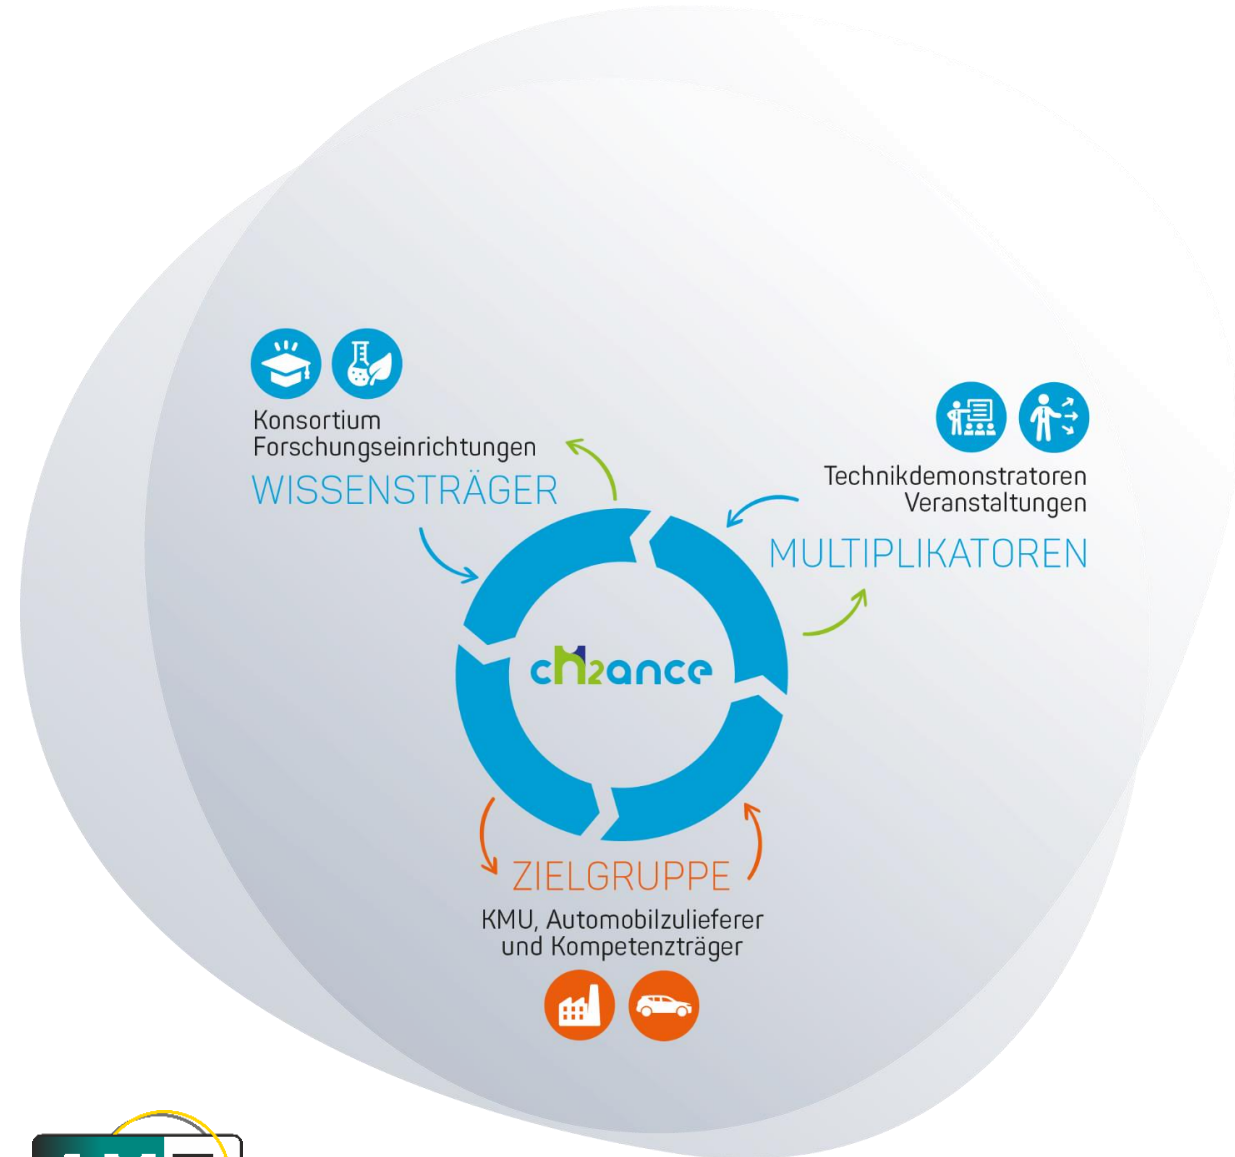 Konsortium
Forschungseinrichtungen
WISSENSTRÄGER
Technikdemonstratoren
Veranstaltungen
MULTIPLIKATOREN
cH2ance
ZIELGRUPPE
KMU, Automobilzulieferer
und Kompetenzträger